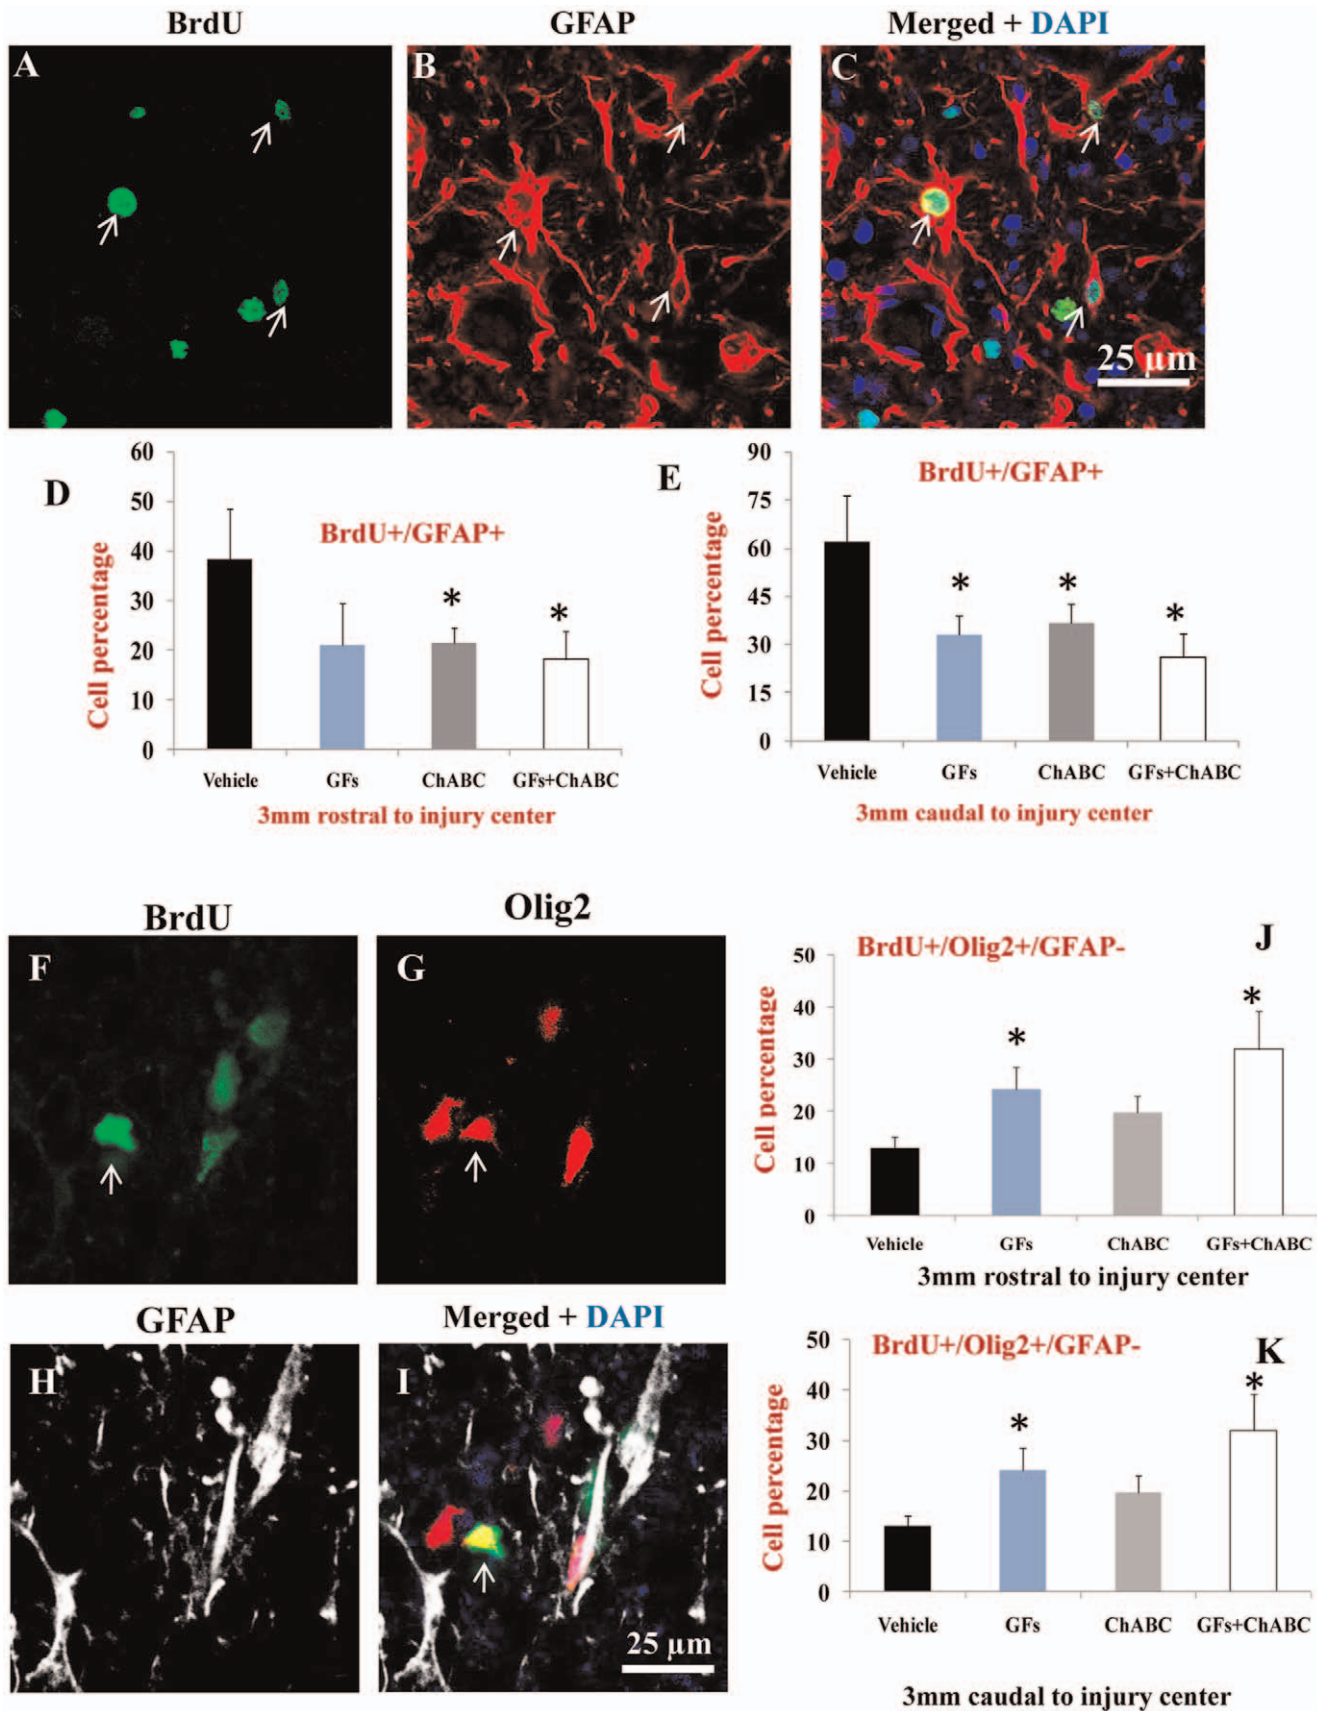 BrdU GFAP Merged + DAPI
A B C
25 µm
D
60
50
40
30
20
10
0
Cell percentage
BrdU+/GFAP+
*
*
Vehicle GFs ChABC GFs+ChABC
3mm rostral to injury center
E
90
75
60
45
30
15
0
Cell percentage
BrdU+/GFAP+
* *
*
Vehicle GFs ChABC GFs+ChABC
3mm caudal to injury center
BrdU Olig2
F G
J
BrdU+/Olig2+/GFAP-
50
40
30
20
10
0
Cell percentage
*
*
Vehicle GFs ChABC GFs+ChABC
3mm rostral to injury center
GFAP Merged + DAPI
H I
25 µm
K
BrdU+/Olig2+/GFAP-
50
40
30
20
10
0
Cell percentage
*
*
Vehicle GFs ChABC GFs+ChABC
3mm caudal to injury center